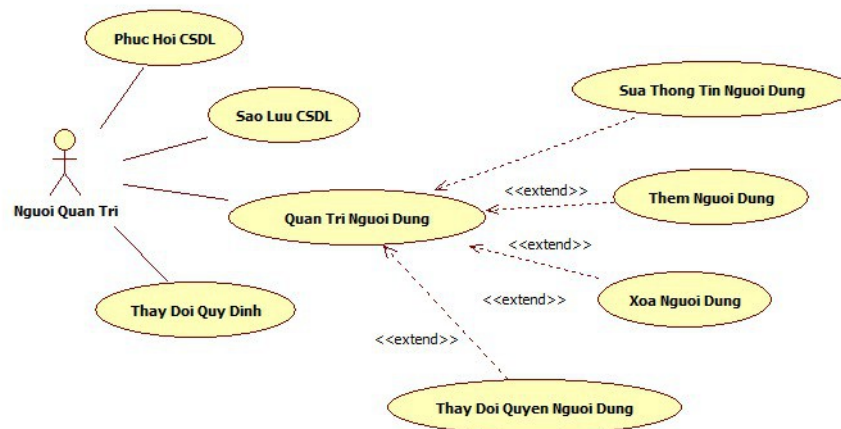 Phuc Hoi CSDL
Sao Luu CSDL
Sua Thong Tin Nguoi Dung
<<extend>>
Them Nguoi Dung
Nguoi Quan Tri
Quan Tri Nguoi Dung
<<extend>>
Thay Doi Quy Dinh
<<extend>>
Xoa Nguoi Dung
<<extend>>
Thay Doi Quyen Nguoi Dung